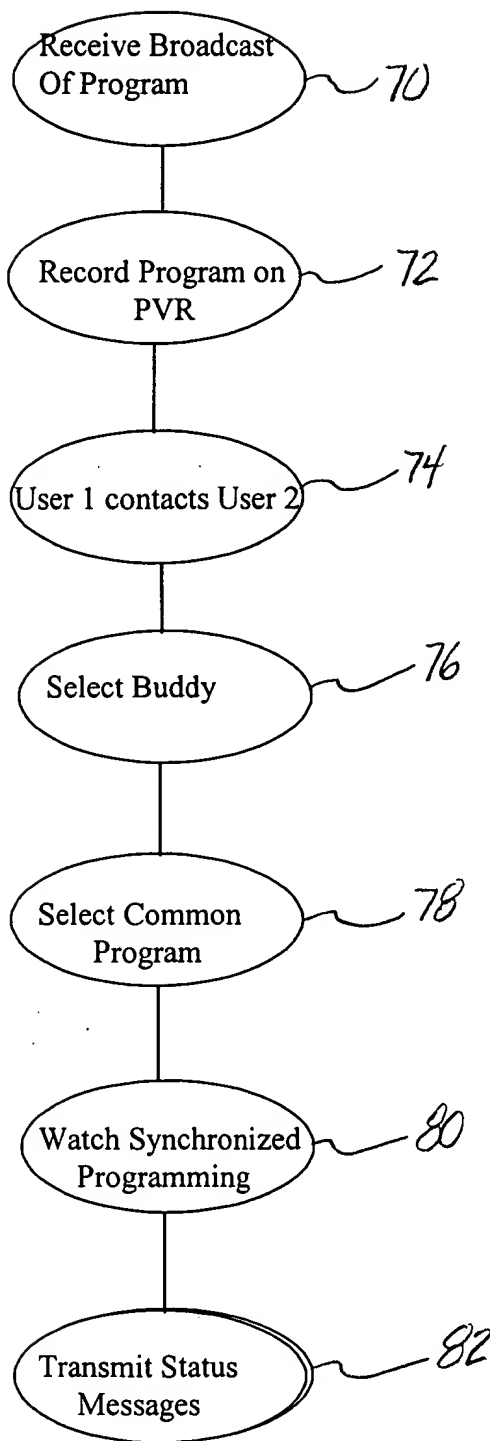 Receive Broadcast
Of Program
70
Record Program on
PVR
72
User 1 contacts User 2
74
Select Buddy
76
Select Common
Program
78
Watch Synchronized
Programming
80
Transmit Status
Messages
82